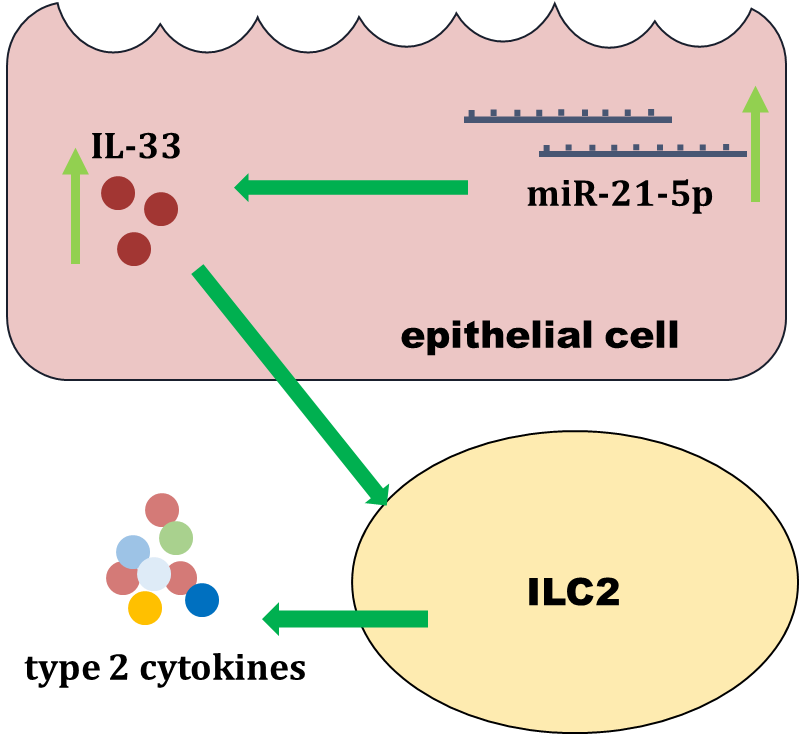 IL-33
miR-21-5p
epithelial cell
ILC2
type 2 cytokines